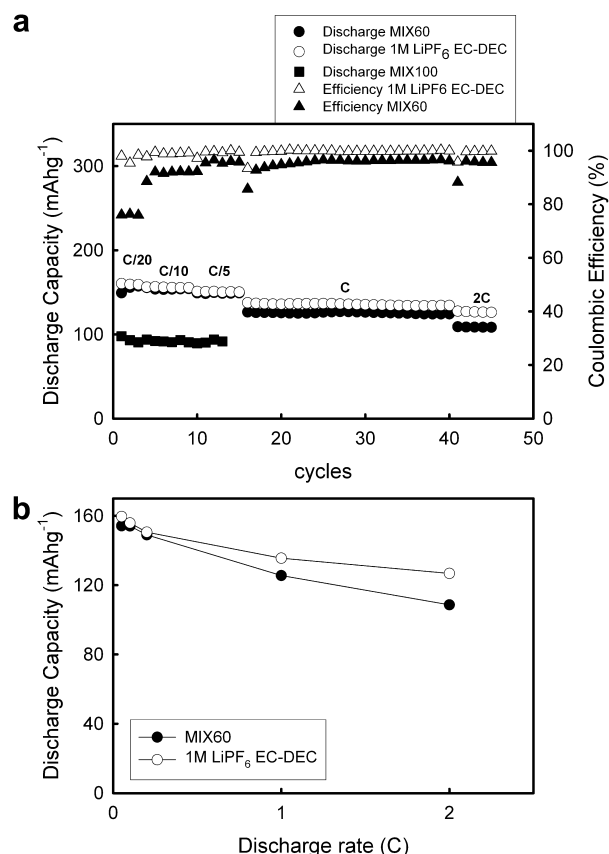 a
Discharge MIX60
Discharge 1M LiPF6 EC-DEC
Discharge MIX100
Efficiency 1M LiPF6 EC-DEC
Efficiency MIX60
Discharge Capacity (mAhg-1)
300
200
100
0
C/20
C/10
C/5
C
2C
100
80
60
40
20
0
Coulombic Efficiency (%)
0 10 20 30 40 50
cycles
b
Discharge Capacity (mAhg-1)
160
120
80
40
0
MIX60
1M LiPF6 EC-DEC
0 1 2
Discharge rate (C)